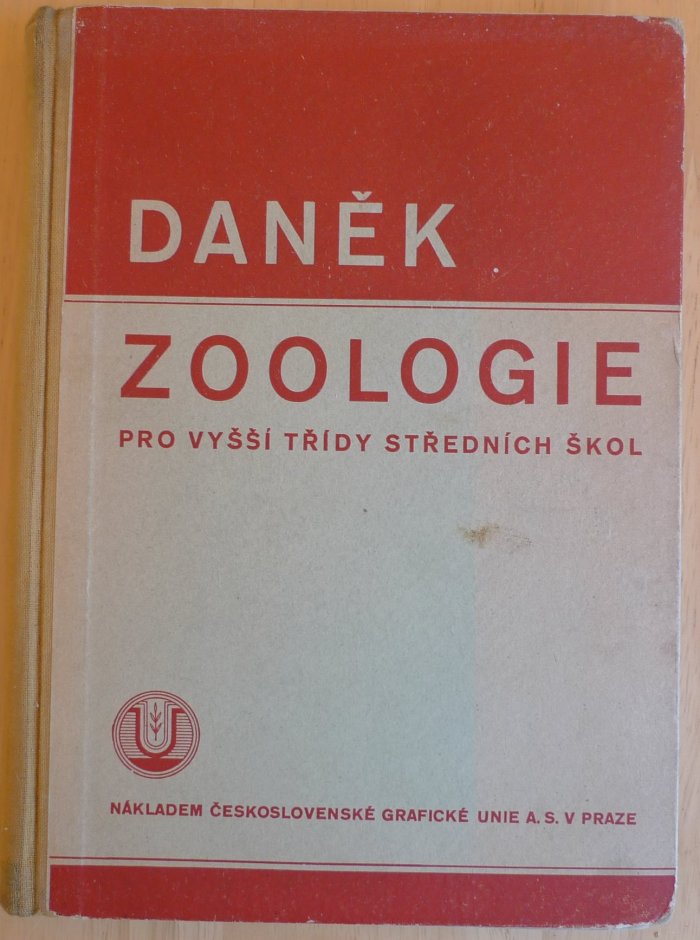 DANĚK
ZOOLOGIE
PRO VYŠŠÍ TŘÍDY STŘEDNÍCH ŠKOL
U
NÁKLADEM ČESKOSLOVENSKÉ GRAFICKÉ UNIE A. S. V PRAZE